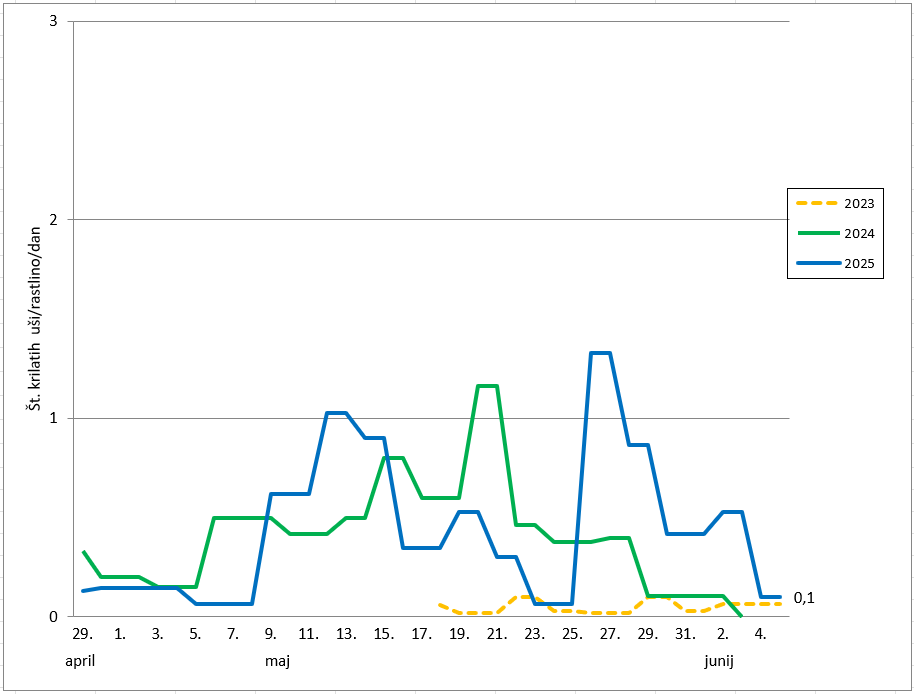 3
2
1
0
Št. krilatih uši/rastlino/dan
2023
2024
2025
0,1
29. 1. 3. 5. 7. 9. 11. 13. 15. 17. 19. 21. 23. 25. 27. 29. 31. 2. 4.
april maj junij